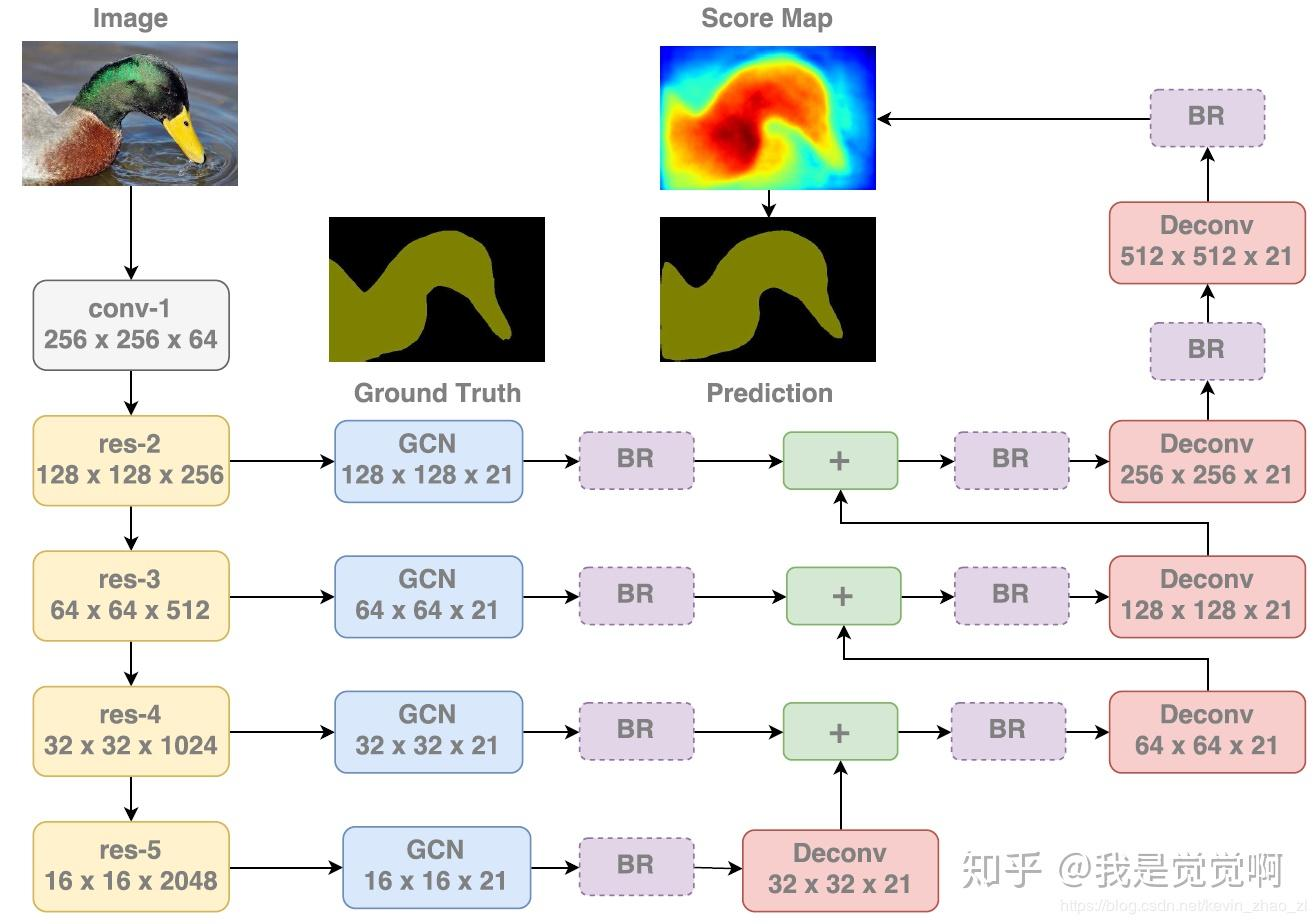 Image
Score Map
BR
Deconv
512 x 512 x 21
conv-1
256 x 256 x 64
BR
Ground Truth
Prediction
res-2
128 x 128 x 256
GCN
128 x 128 x 21
BR
+
BR
Deconv
256 x 256 x 21
res-3
64 x 64 x 512
GCN
64 x 64 x 21
BR
+
BR
Deconv
128 x 128 x 21
res-4
32 x 32 x 1024
GCN
32 x 32 x 21
BR
+
BR
Deconv
64 x 64 x 21
res-5
16 x 16 x 2048
GCN
16 x 16 x 21
BR
Deconv
32 x 32 x 21
知乎 @我是觉觉啊
https://blog.csdn.net/kevin_zhao_zl